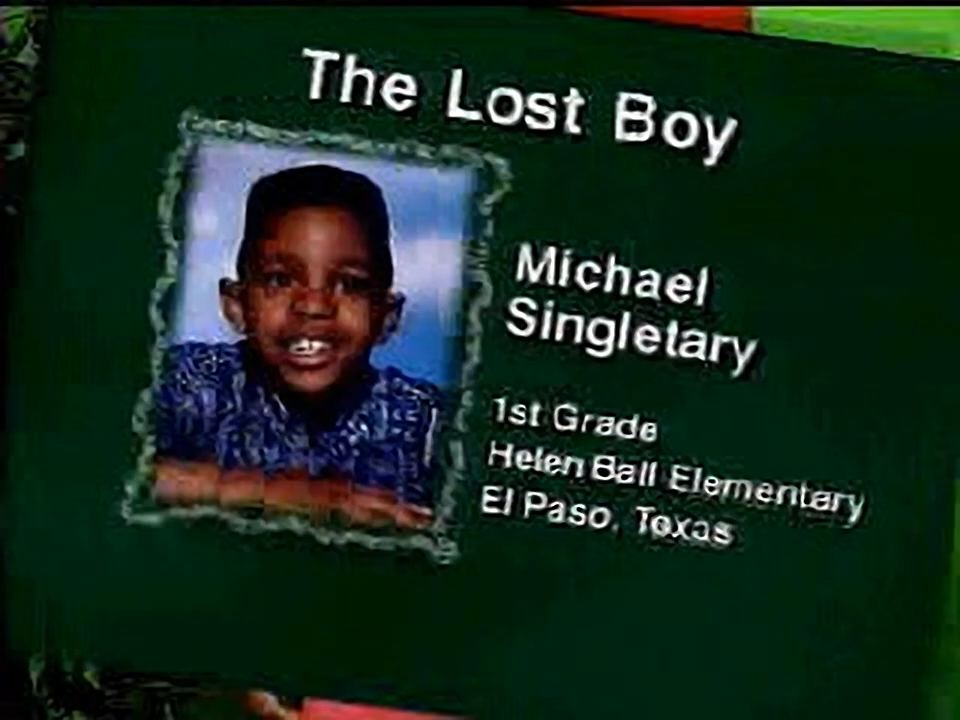 The Lost Boy
Michael
Singletary
1st Grade
Helen Ball Elementary
El Paso, Texas